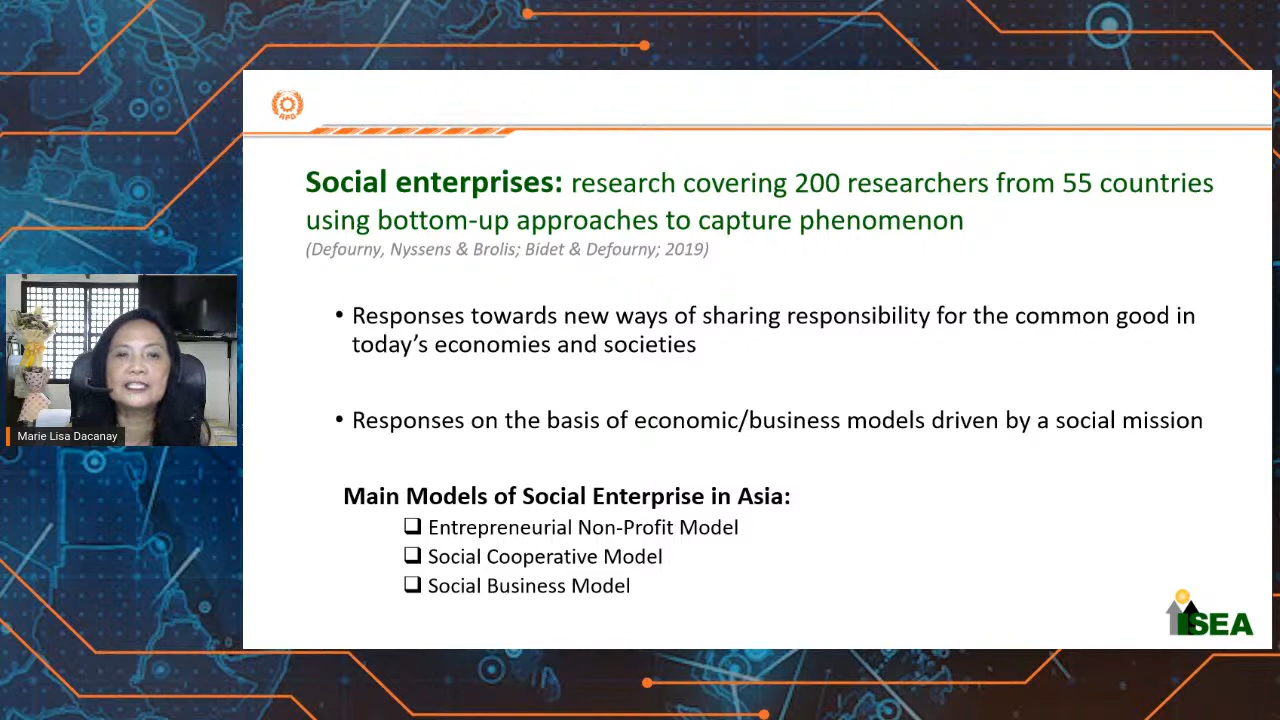 APO
Social enterprises: research covering 200 researchers from 55 countries
using bottom-up approaches to capture phenomenon
(Defourny, Nyssens & Brolis; Bidet & Defourny; 2019)
• Responses towards new ways of sharing responsibility for the common good in
today’s economies and societies
• Responses on the basis of economic/business models driven by a social mission
Main Models of Social Enterprise in Asia:
❑ Entrepreneurial Non-Profit Model
❑ Social Cooperative Model
❑ Social Business Model
ISEA
Marie Lisa Dacanay